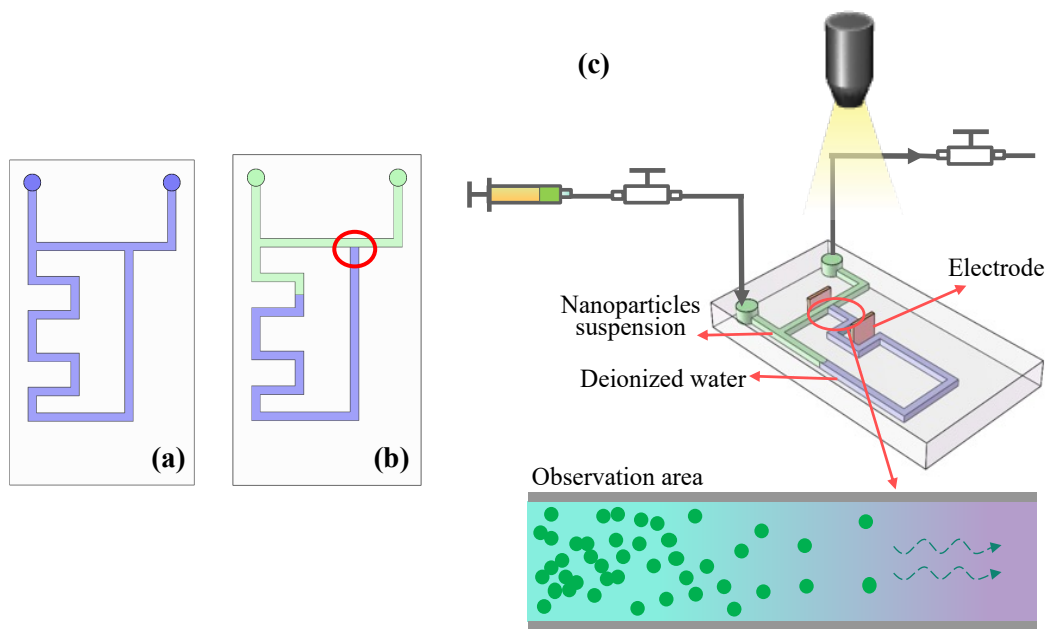 (c)
Electrode
Nanoparticles
suspension
Deionized water
(a)
(b)
Observation area